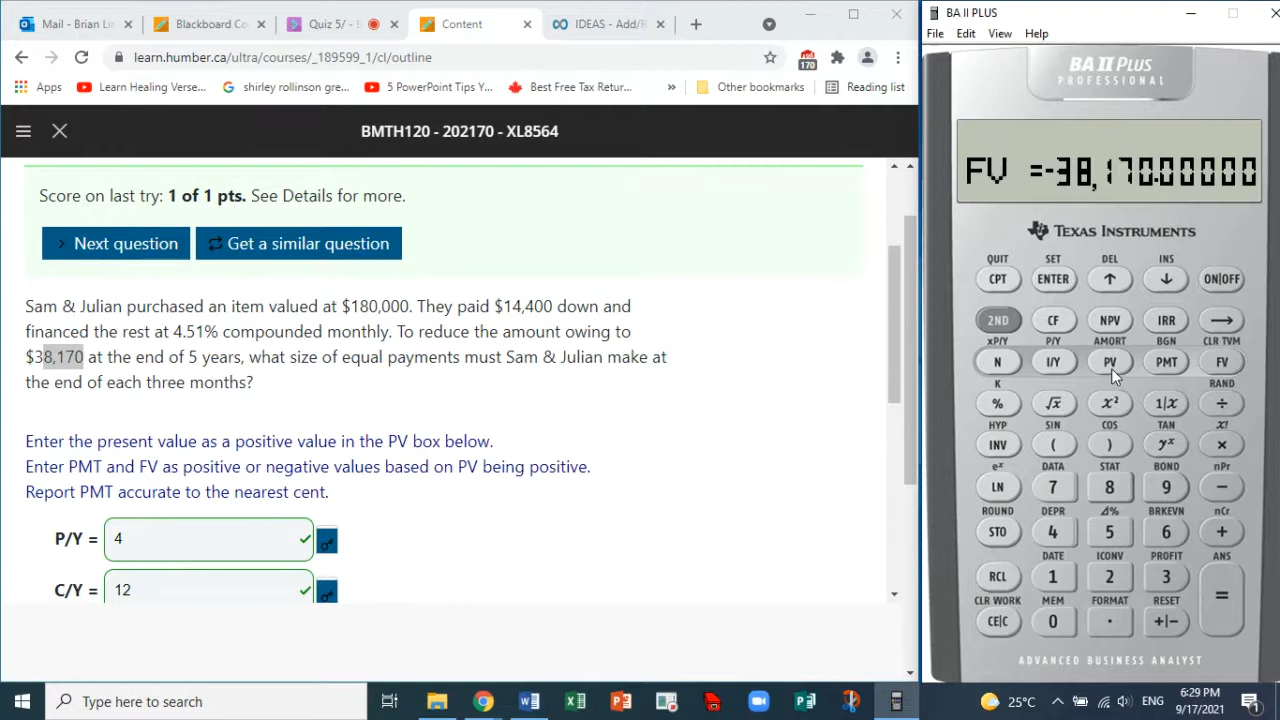 Mail - Brian Lin
Blackboard Co
Quiz 5/ -
Content
IDEAS - Add/R
learn.humber.ca/ultra/courses/_189599_1/cl/outline
170
Apps
Learn Healing Verse...
shirley rollinson gre...
5 PowerPoint Tips Y...
Best Free Tax Retur...
»
Other bookmarks
Reading list
BMTH120 - 202170 - XL8564
Score on last try: 1 of 1 pts. See Details for more.
Next question
Get a similar question
Sam & Julian purchased an item valued at $180,000. They paid $14,400 down and
financed the rest at 4.51% compounded monthly. To reduce the amount owing to
$38,170 at the end of 5 years, what size of equal payments must Sam & Julian make at
the end of each three months?
Enter the present value as a positive value in the PV box below.
Enter PMT and FV as positive or negative values based on PV being positive.
Report PMT accurate to the nearest cent.
P/Y = 4
C/Y = 12
Type here to search
25°C
ENG
6:29 PM
9/17/2021
1
BA II PLUS
File Edit View Help
BA II Plus
PROFESSIONAL
FV =-38,170.00000
TEXAS INSTRUMENTS
QUIT SET DEL INS
CPT ENTER ↑ ↓ ON|OFF
2ND CF NPV IRR →
xP/Y P/Y AMORT BGN CLR TVM
N I/Y PV PMT FV
K RAND
% √x x² 1/X ÷
HYP SIN COS TAN x!
INV ( ) yˣ ×
eˣ DATA STAT BOND nPr
LN 7 8 9 −
ROUND DEPR Δ% BRKEVN nCr
STO 4 5 6 +
DATE ICONV PROFIT ANS
RCL 1 2 3 =
CLR WORK MEM FORMAT RESET
CE|C 0 . +|−
ADVANCED BUSINESS ANALYST